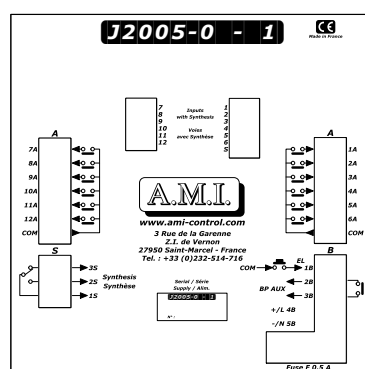 J2005-0 - 1
CE
Made in France
7
8
9
10
11
12
Inputs
with Synthesis
Voies
avec Synthèse
1
2
3
4
5
6
S
A
7A
8A
9A
10A
11A
12A
COM
A
1A
2A
3A
4A
5A
6A
COM
A.M.I.
www.ami-control.com
3 Rue de la Garenne
Z.I. de Vernon
27950 Saint-Marcel - France
Tel. : +33 (0)232-514-716
S
3S
2S
1S
Synthesis
Synthèse
Serial / Série
Supply / Alim.
J2005-0 - 1
N° :
B
COM
EL
1B
2B
BP AUX
3B
+/L 4B
-/N 5B
Fuse F 0.5 A